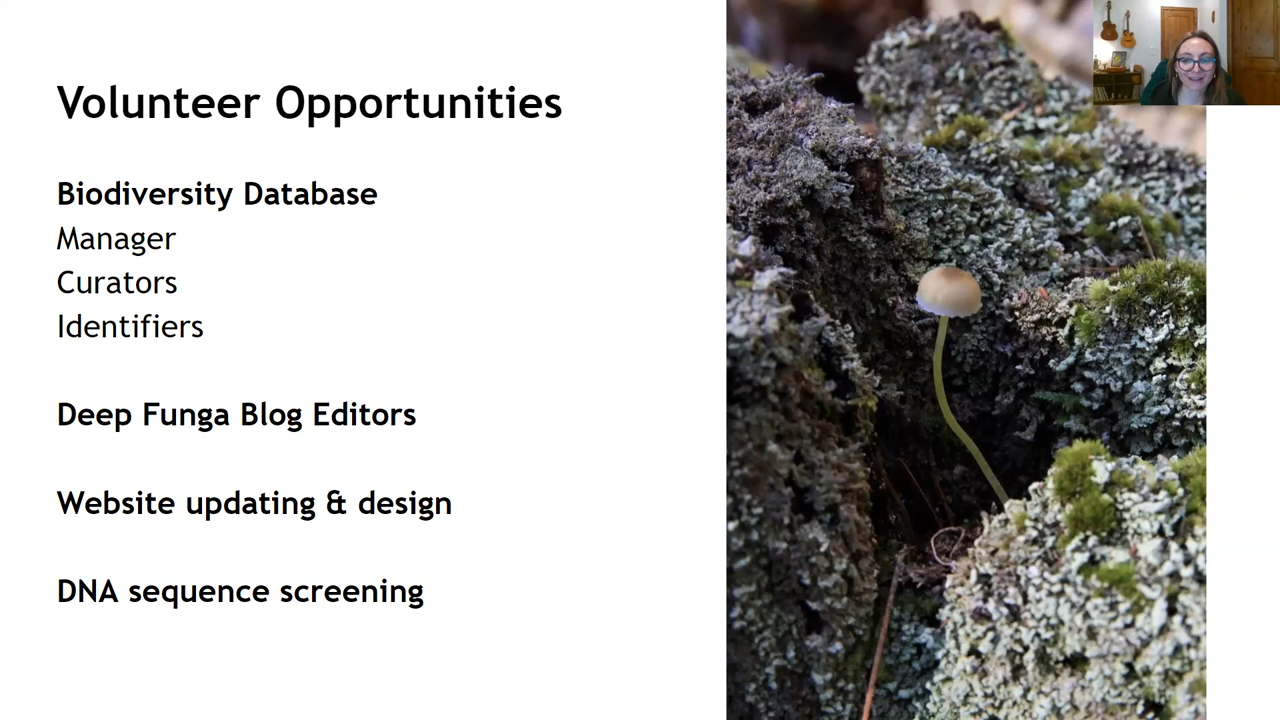 Volunteer Opportunities
Biodiversity Database
Manager
Curators
Identifiers
Deep Funga Blog Editors
Website updating & design
DNA sequence screening